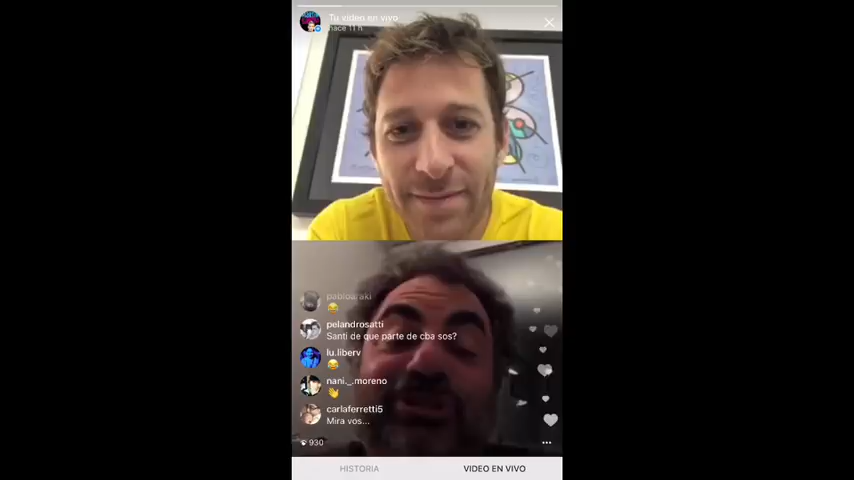 Tu video en vivo
hace 11 h
pabloaraki
😂
pelandrosatti
Santi de que parte de cba sos?
lu.liberv
😂
nani._.moreno
👏
carlaferretti5
Mira vos...
930
HISTORIA
VIDEO EN VIVO